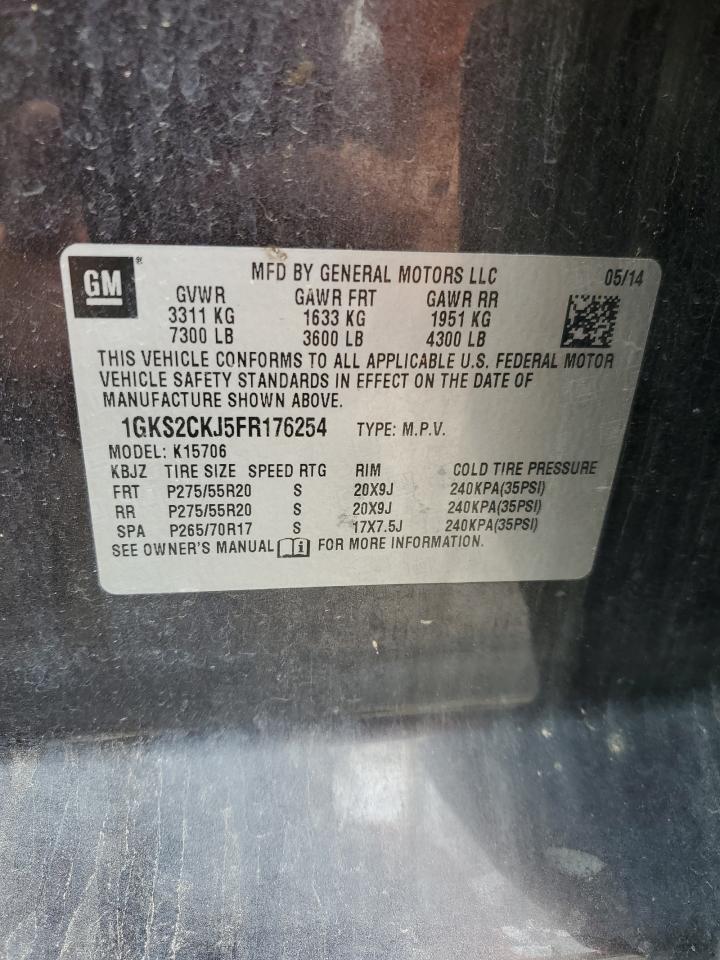 GM®
MFD BY GENERAL MOTORS LLC 05/14
GVWR GAWR FRT GAWR RR
3311 KG 1633 KG 1951 KG
7300 LB 3600 LB 4300 LB
THIS VEHICLE CONFORMS TO ALL APPLICABLE U.S. FEDERAL MOTOR
VEHICLE SAFETY STANDARDS IN EFFECT ON THE DATE OF
MANUFACTURE SHOWN ABOVE.
1GKS2CKJ5FR176254 TYPE: M.P.V.
MODEL: K15706
KBJZ TIRE SIZE SPEED RTG RIM COLD TIRE PRESSURE
FRT P275/55R20 S 20X9J 240KPA(35PSI)
RR P275/55R20 S 20X9J 240KPA(35PSI)
SPA P265/70R17 S 17X7.5J 240KPA(35PSI)
SEE OWNER'S MANUAL i FOR MORE INFORMATION.